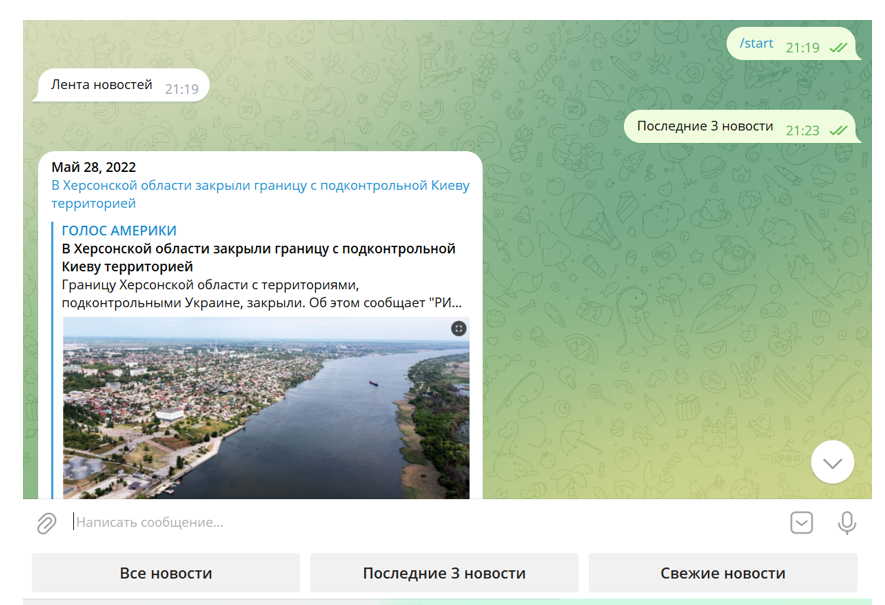 /start 21:19
Лента новостей 21:19
Последние 3 новости 21:23
Май 28, 2022
В Херсонской области закрыли границу с подконтрольной Киеву
территорией
ГОЛОС АМЕРИКИ
В Херсонской области закрыли границу с подконтрольной
Киеву территорией
Границу Херсонской области с территориями,
подконтрольными Украине, закрыли. Об этом сообщает "РИ...
Написать сообщение...
Все новости
Последние 3 новости
Свежие новости